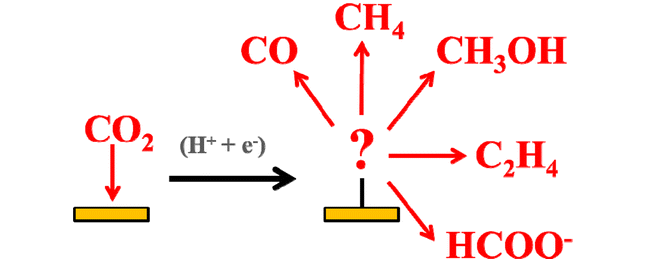 CH₄
CO
CH₃OH
CO₂
(H⁺ + e⁻)
?
C₂H₄
HCOO⁻